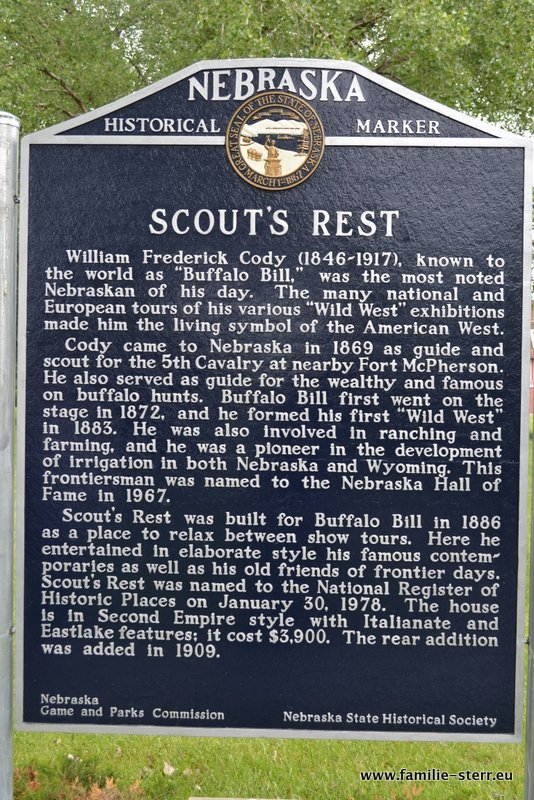 NEBRASKA
HISTORICAL MARKER
GREAT SEAL OF THE STATE OF NEBRASKA
MARCH 1ST 1867
SCOUT'S REST
William Frederick Cody (1846-1917), known to
the world as "Buffalo Bill," was the most noted
Nebraskan of his day. The many national and
European tours of his various "Wild West" exhibitions
made him the living symbol of the American West.
Cody came to Nebraska in 1869 as guide and
scout for the 5th Cavalry at nearby Fort McPherson.
He also served as guide for the wealthy and famous
on buffalo hunts. Buffalo Bill first went on the
stage in 1872, and he formed his first "Wild West"
in 1883. He was also involved in ranching and
farming, and he was a pioneer in the development
of irrigation in both Nebraska and Wyoming. This
frontiersman was named to the Nebraska Hall of
Fame in 1967.
Scout's Rest was built for Buffalo Bill in 1886
as a place to relax between show tours. Here he
entertained in elaborate style his famous contem-
poraries as well as his old friends of frontier days.
Scout's Rest was named to the National Register of
Historic Places on January 30, 1978. The house
is in Second Empire style with Italianate and
Eastlake features; it cost $3,900. The rear addition
was added in 1909.
Nebraska
Game and Parks Commission
Nebraska State Historical Society
www.familie-sterr.eu